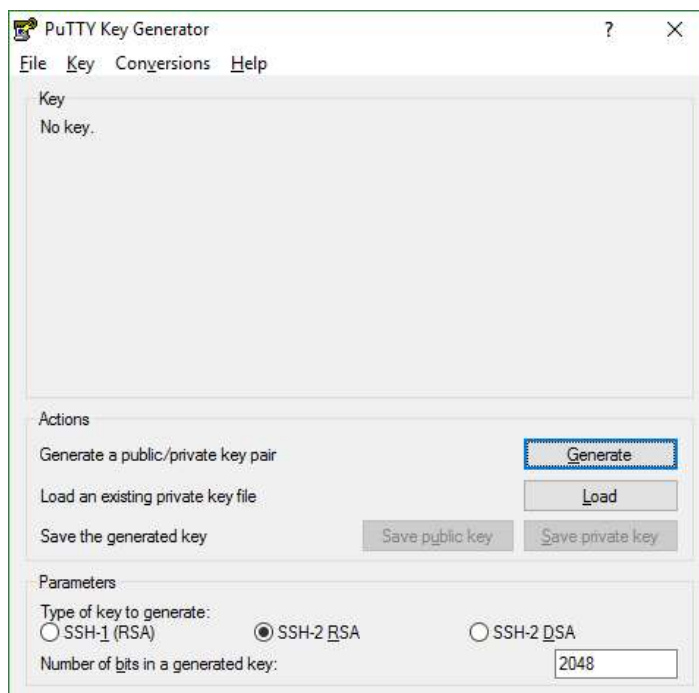 PuTTY Key Generator ?
File Key Conversions Help
Key
No key.
Actions
Generate a public/private key pair Generate
Load an existing private key file Load
Save the generated key Save public key Save private key
Parameters
Type of key to generate:
SSH-1 (RSA) SSH-2 RSA SSH-2 DSA
Number of bits in a generated key: 2048